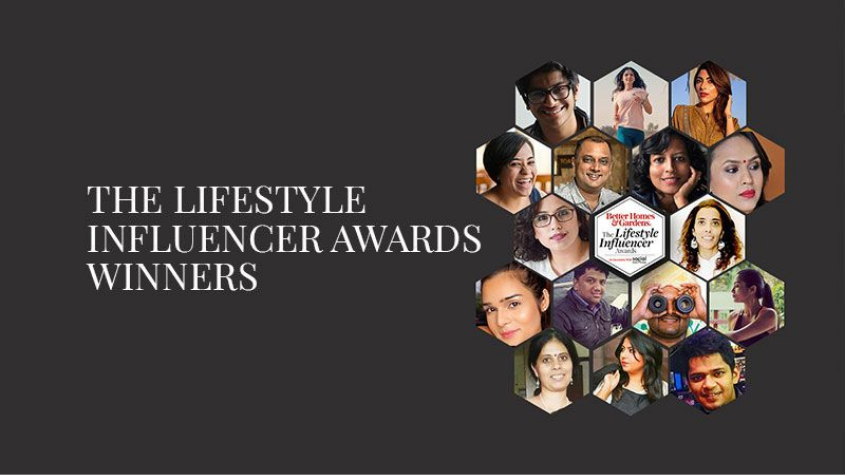 THE LIFESTYLE
INFLUENCER AWARDS
WINNERS
Better Homes
& Gardens.
The Lifestyle
Influencer
Awards